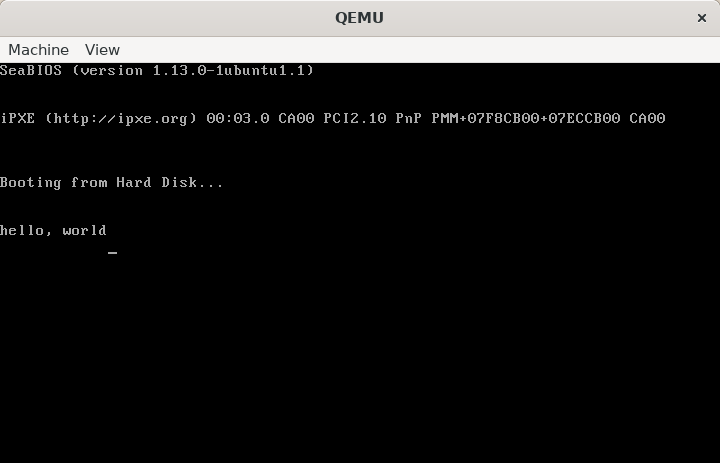 QEMU
Machine View
SeaBIOS (version 1.13.0-1ubuntu1.1)
iPXE (http://ipxe.org) 00:03.0 CA00 PCI2.10 PnP PMM+07F8CB00+07ECCB00 CA00
Booting from Hard Disk...
hello, world